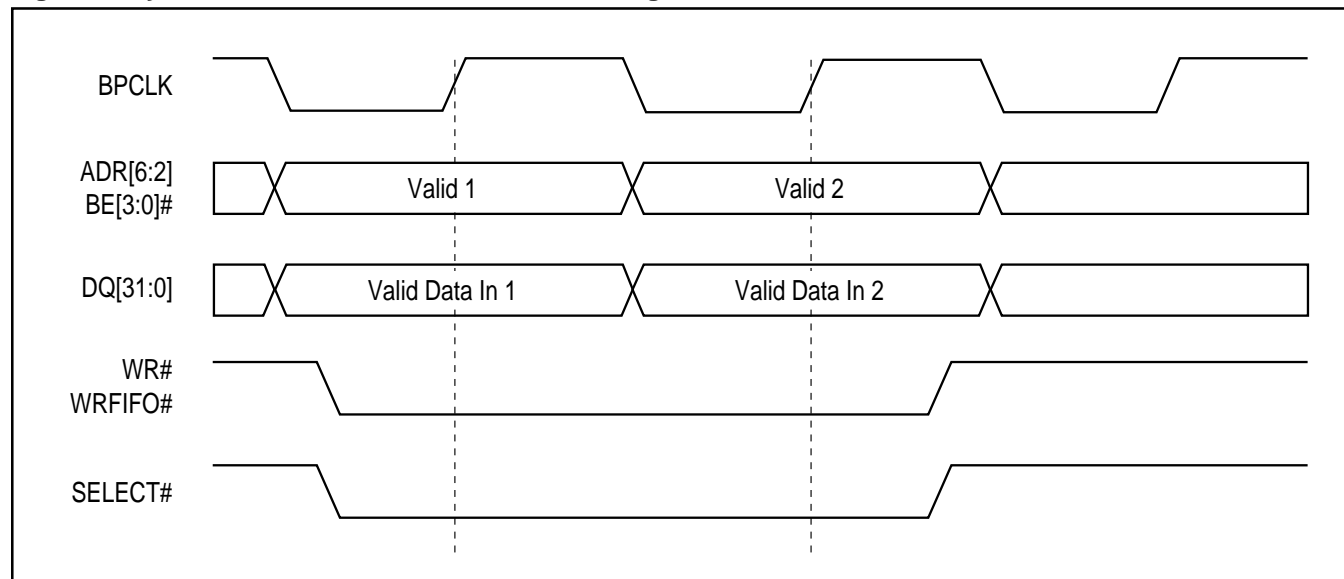 BPCLK
ADR[6:2]
BE[3:0]#
Valid 1
Valid 2
DQ[31:0]
Valid Data In 1
Valid Data In 2
WR#
WRFIFO#
SELECT#